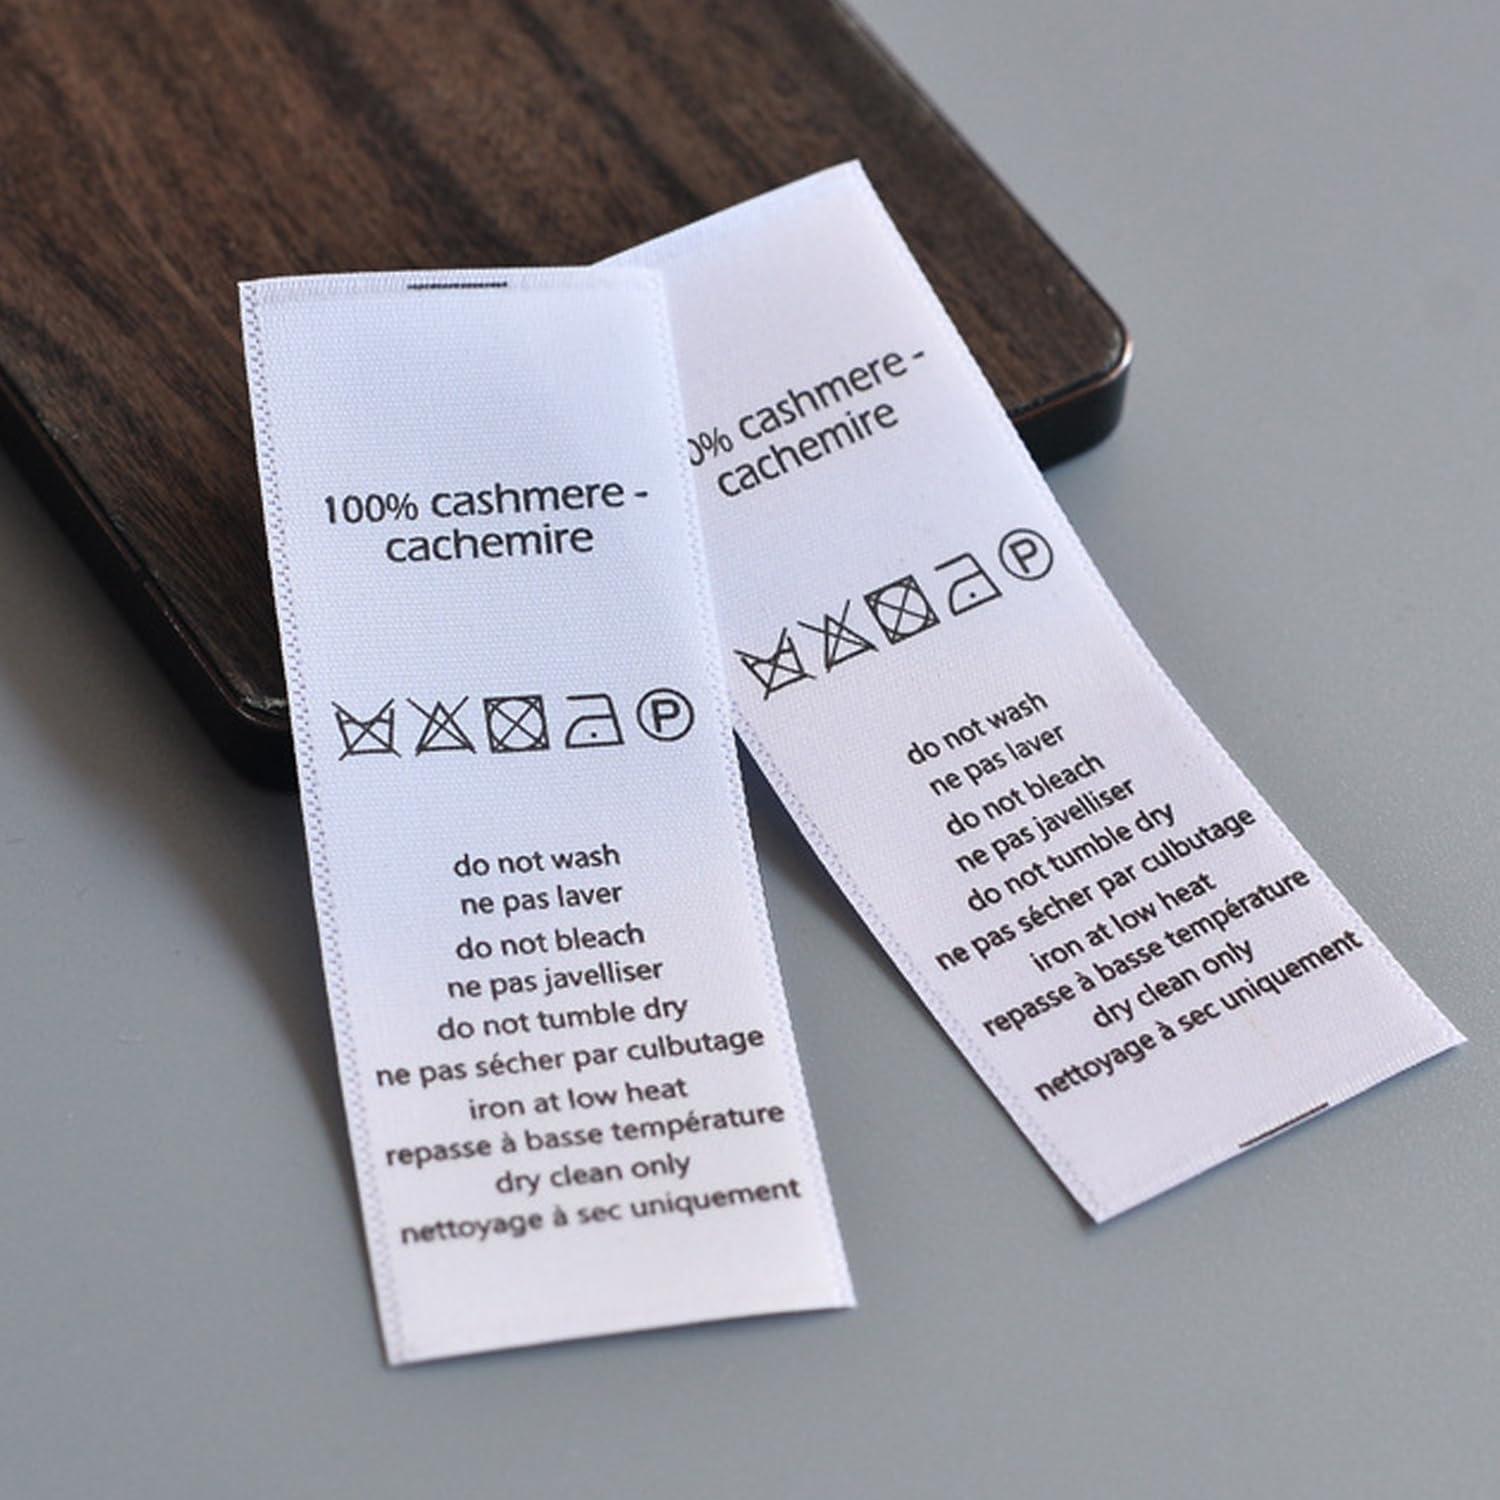 100% cashmere -
cachemire
P
do not wash
ne pas laver
do not bleach
ne pas javelliser
do not tumble dry
ne pas sécher par culbutage
iron at low heat
repasse à basse température
dry clean only
nettoyage à sec uniquement
0% cashmere -
cachemire
P
do not wash
ne pas laver
do not bleach
ne pas javelliser
do not tumble dry
ne pas sécher par culbutage
iron at low heat
repasse à basse température
dry clean only
nettoyage à sec uniquement